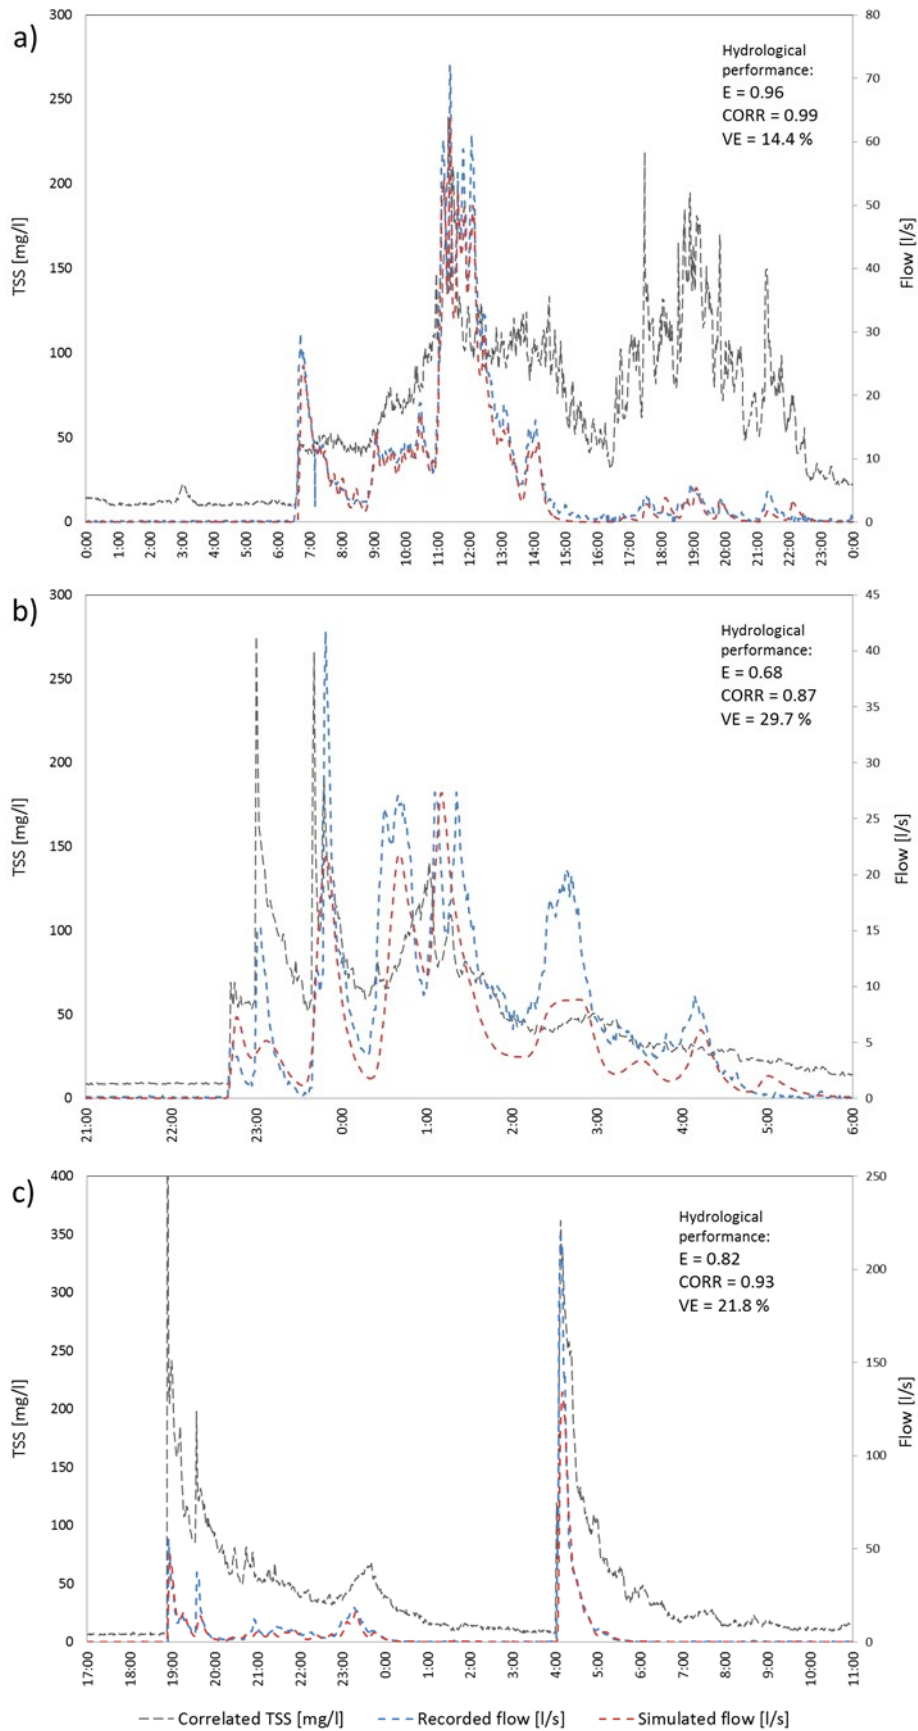 a)
300
250
200
150
100
50
0
TSS [mg/l]
80
70
60
50
40
30
20
10
0
Flow [l/s]
Hydrological
performance:
E = 0.96
CORR = 0.99
VE = 14.4 %
0:00 1:00 2:00 3:00 4:00 5:00 6:00 7:00 8:00 9:00 10:00 11:00 12:00 13:00 14:00 15:00 16:00 17:00 18:00 19:00 20:00 21:00 22:00 23:00 0:00
b)
300
250
200
150
100
50
0
TSS [mg/l]
45
40
35
30
25
20
15
10
5
0
Flow [l/s]
Hydrological
performance:
E = 0.68
CORR = 0.87
VE = 29.7 %
21:00 22:00 23:00 0:00 1:00 2:00 3:00 4:00 5:00 6:00
c)
400
350
300
250
200
150
100
50
0
TSS [mg/l]
250
200
150
100
50
0
Flow [l/s]
Hydrological
performance:
E = 0.82
CORR = 0.93
VE = 21.8 %
17:00 18:00 19:00 20:00 21:00 22:00 23:00 0:00 1:00 2:00 3:00 4:00 5:00 6:00 7:00 8:00 9:00 10:00 11:00
Correlated TSS [mg/l] Recorded flow [l/s] Simulated flow [l/s]